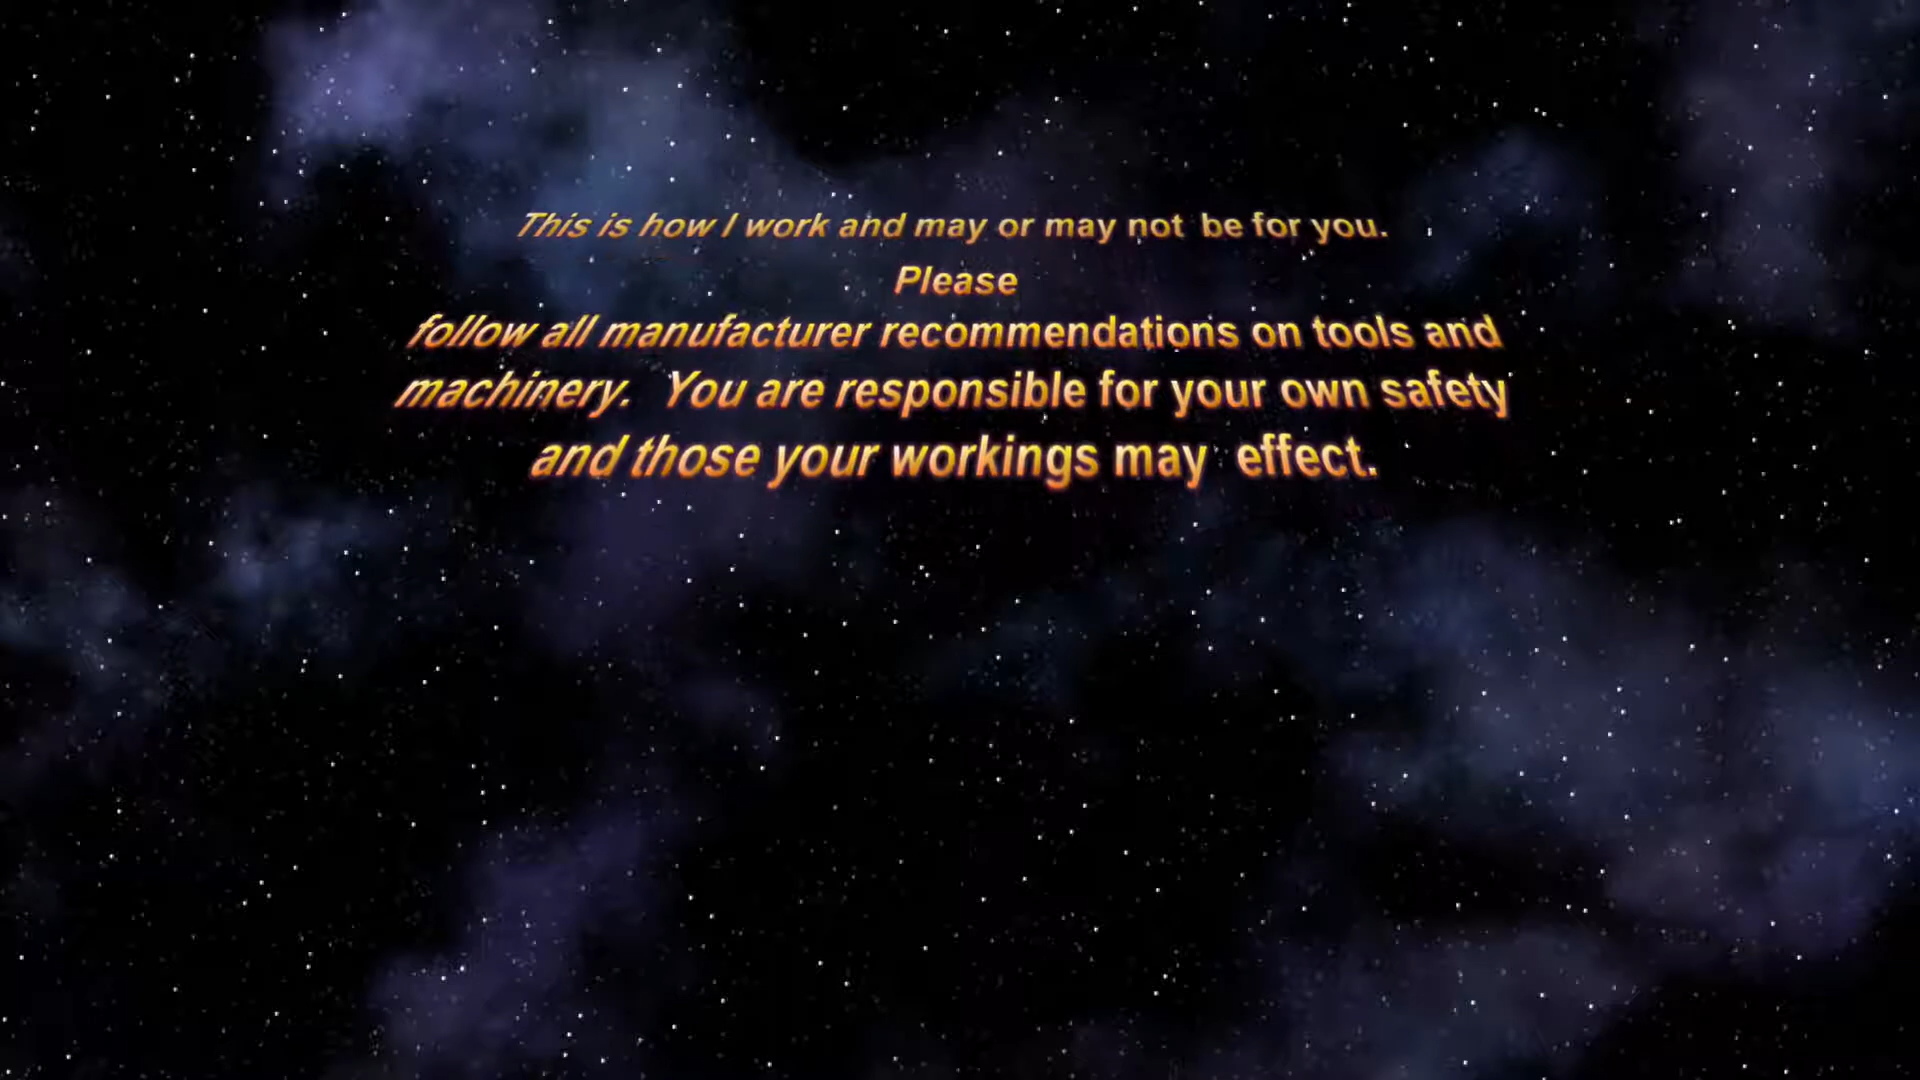 This is how I work and may or may not be for you.
Please
follow all manufacturer recommendations on tools and
machinery. You are responsible for your own safety
and those your workings may effect.